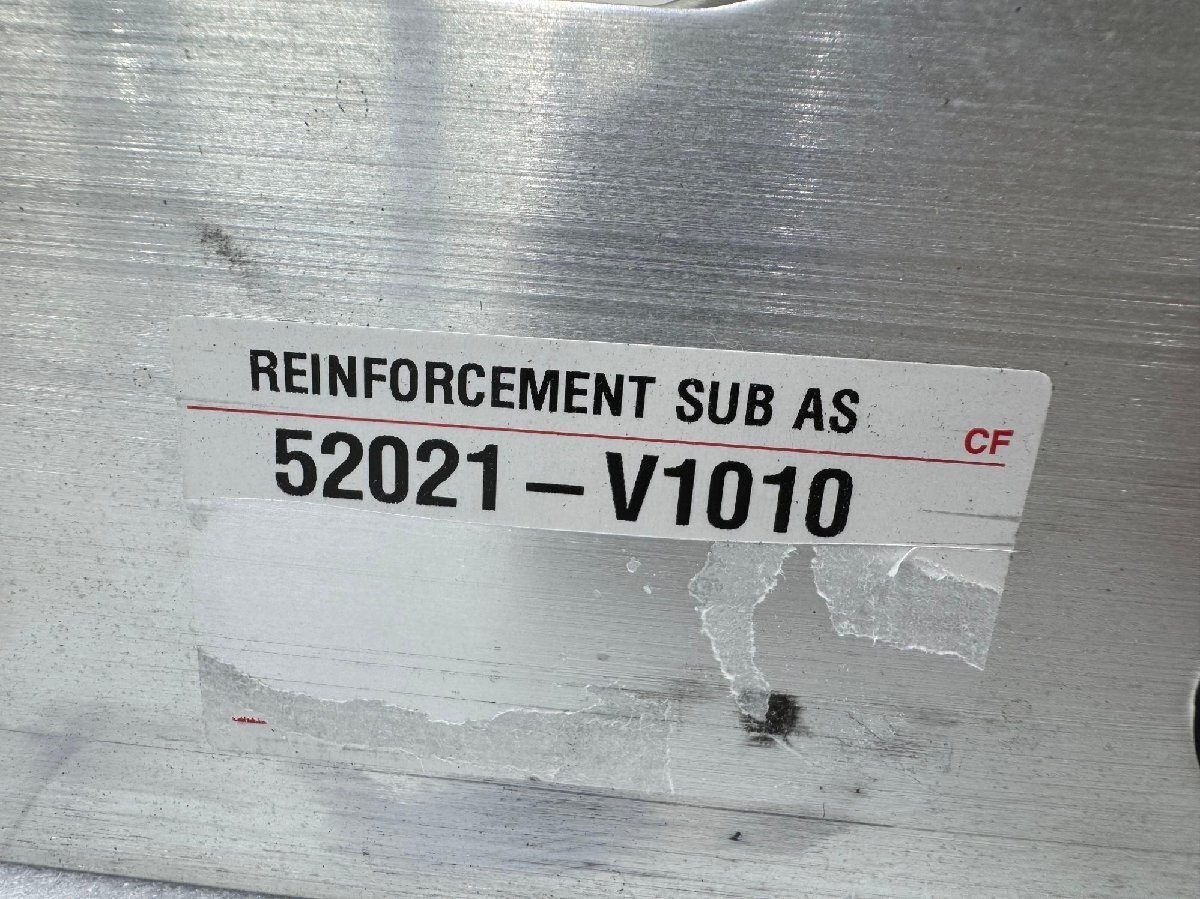 REINFORCEMENT SUB AS
CF
52021-V1010